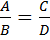 A/B = C/D